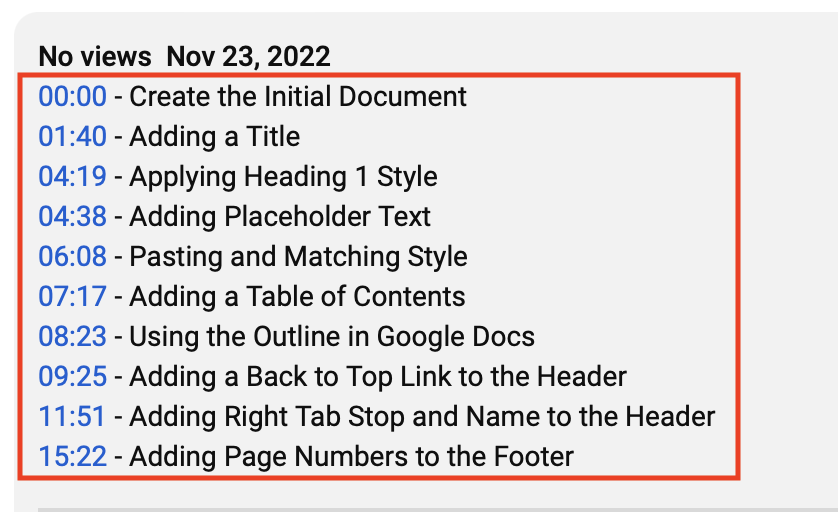 No views  Nov 23, 2022
00:00 - Create the Initial Document
01:40 - Adding a Title
04:19 - Applying Heading 1 Style
04:38 - Adding Placeholder Text
06:08 - Pasting and Matching Style
07:17 - Adding a Table of Contents
08:23 - Using the Outline in Google Docs
09:25 - Adding a Back to Top Link to the Header
11:51 - Adding Right Tab Stop and Name to the Header
15:22 - Adding Page Numbers to the Footer